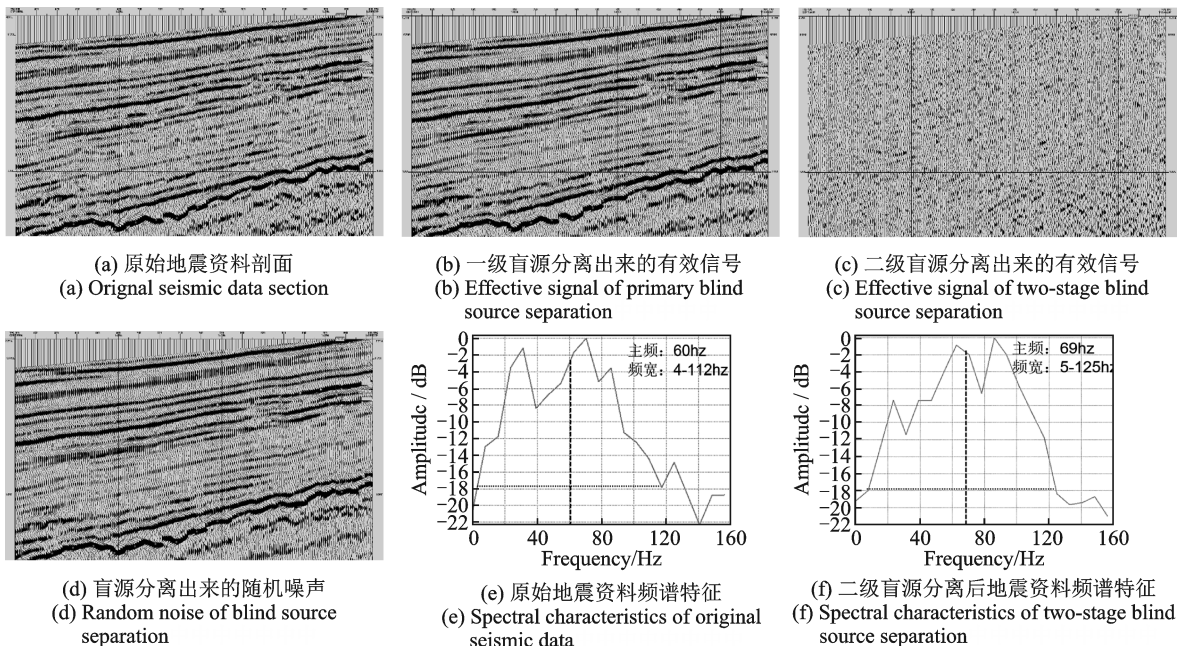 (a) 原始地震资料剖面
(a) Orignal seismic data section
(b) 一级盲源分离出来的有效信号
(b) Effective signal of primary blind
source separation
(c) 二级盲源分离出来的有效信号
(c) Effective signal of two-stage blind
source separation
(d) 盲源分离出来的随机噪声
(d) Random noise of blind source
separation
0
−2
−4
−6
−8
−10
−12
−14
−16
−18
−20
−22
Amplitudc / dB
主频：60hz
频宽：4-112hz
0 40 80 120 160
Frequency/Hz
(e) 原始地震资料频谱特征
(e) Spectral characteristics of original
seismic data
0
−2
−4
−6
−8
−10
−12
−14
−16
−18
−20
−22
Amplitudc / dB
主频：69hz
频宽：5-125hz
0 40 80 120 160
Frequency/Hz
(f) 二级盲源分离后地震资料频谱特征
(f) Spectral characteristics of two-stage blind
source separation